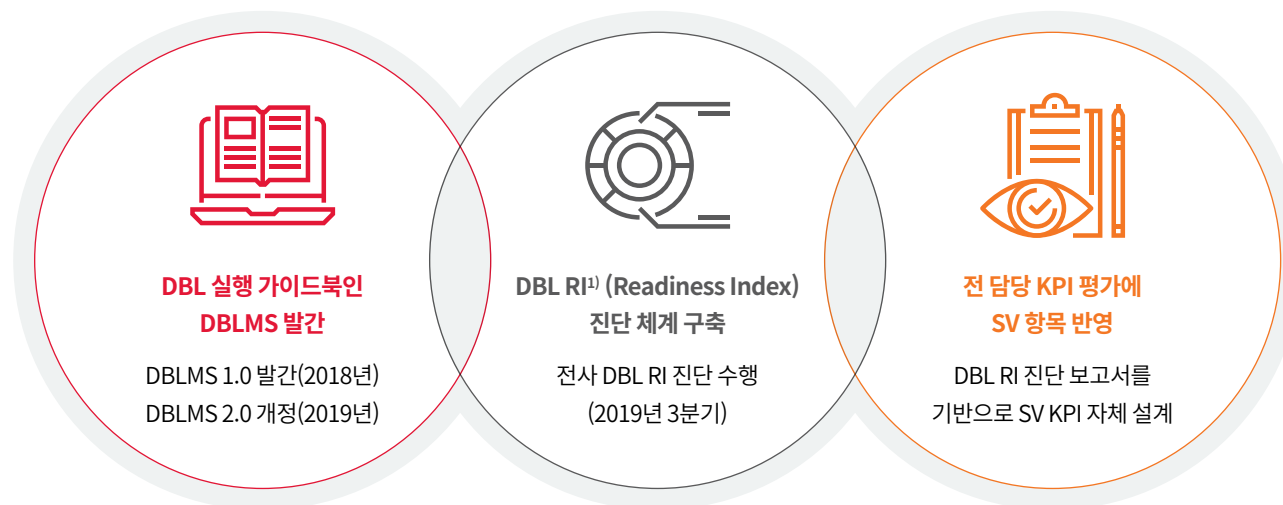 DBL 실행 가이드북인
DBLMS 발간
DBLMS 1.0 발간(2018년)
DBLMS 2.0 개정(2019년)
DBL RI1) (Readiness Index)
진단 체계 구축
전사 DBL RI 진단 수행
(2019년 3분기)
전 담당 KPI 평가에
SV 항목 반영
DBL RI 진단 보고서를
기반으로 SV KPI 자체 설계